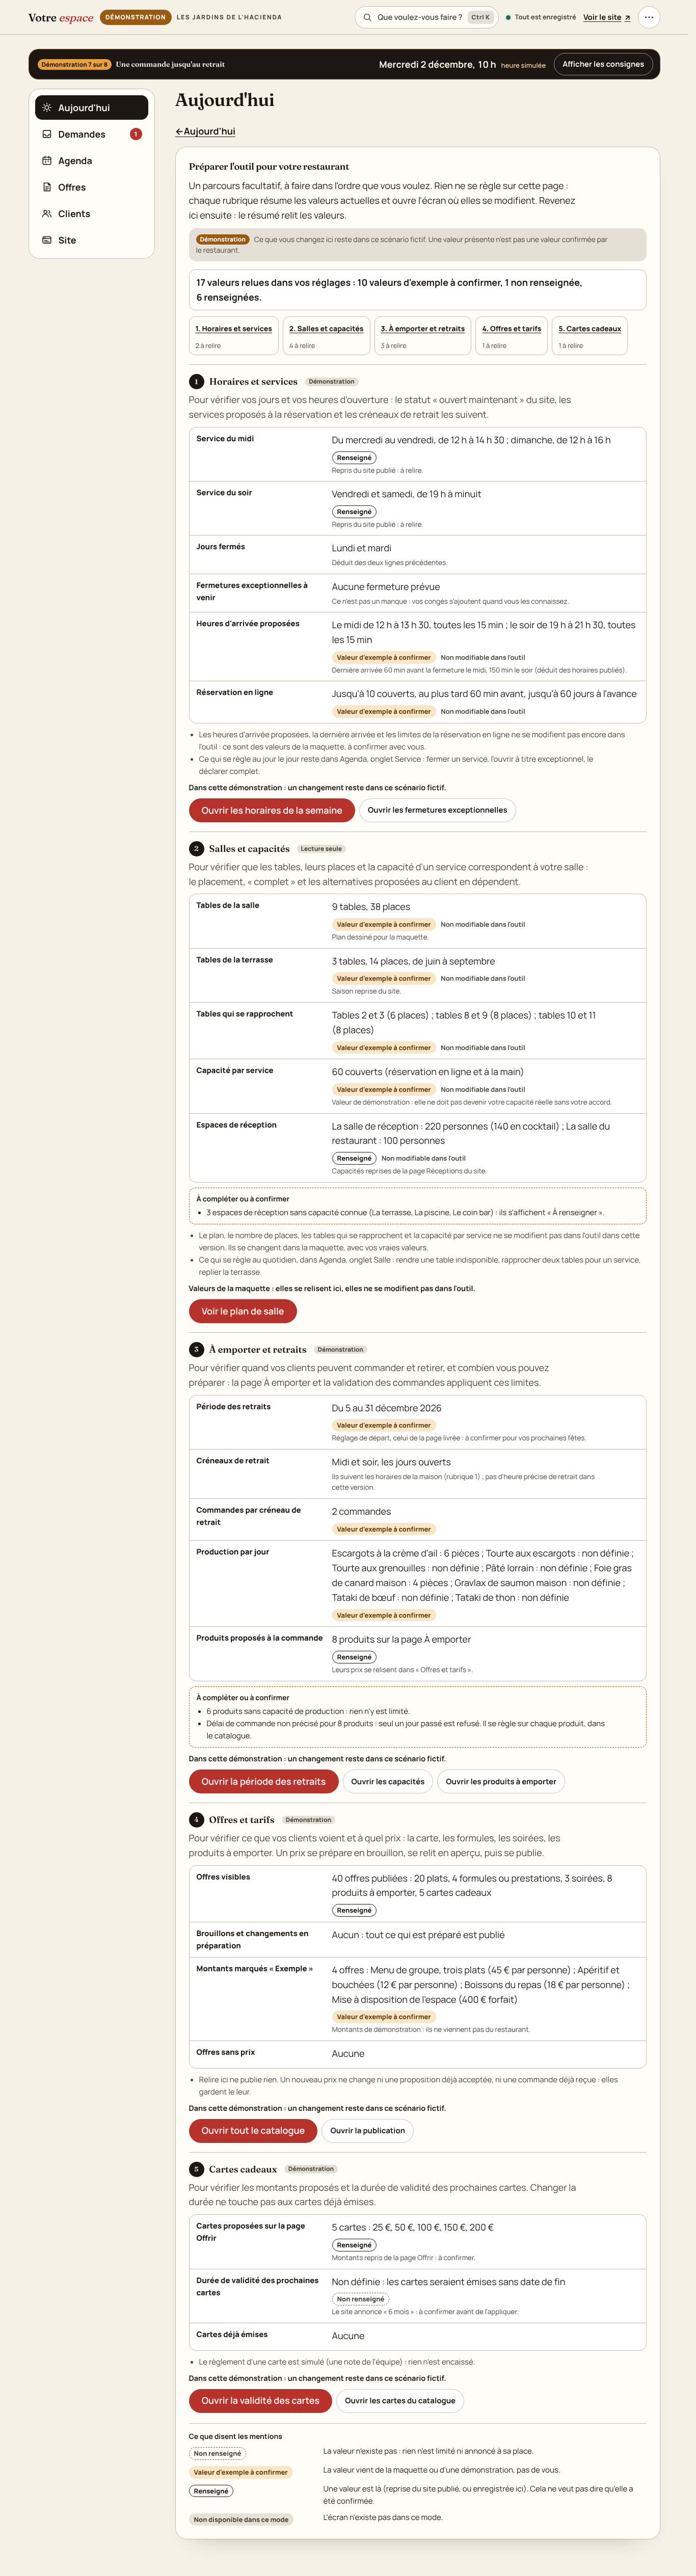 Votre espace
DÉMONSTRATION
LES JARDINS DE L'HACIENDA
Que voulez-vous faire ?
Ctrl K
Tout est enregistré
Voir le site
Démonstration 7 sur 8
Une commande jusqu'au retrait
Mercredi 2 décembre, 10 h
heure simulée
Afficher les consignes
Aujourd'hui
Demandes
1
Agenda
Offres
Clients
Site
Aujourd'hui
←Aujourd'hui
Préparer l'outil pour votre restaurant
Un parcours facultatif, à faire dans l'ordre que vous voulez. Rien ne se règle sur cette page :
chaque rubrique résume les valeurs actuelles et ouvre l'écran où elles se modifient. Revenez
ici ensuite : le résumé relit les valeurs.
Démonstration Ce que vous changez ici reste dans ce scénario fictif. Une valeur présente n'est pas une valeur confirmée par
le restaurant.
17 valeurs relues dans vos réglages : 10 valeurs d'exemple à confirmer, 1 non renseignée,
6 renseignées.
1. Horaires et services
2 à relire
2. Salles et capacités
4 à relire
3. À emporter et retraits
3 à relire
4. Offres et tarifs
1 à relire
5. Cartes cadeaux
1 à relire
1 Horaires et services Démonstration
Pour vérifier vos jours et vos heures d'ouverture : le statut « ouvert maintenant » du site, les
services proposés à la réservation et les créneaux de retrait les suivent.
Service du midi
Du mercredi au vendredi, de 12 h à 14 h 30 ; dimanche, de 12 h à 16 h
Renseigné
Repris du site publié : à relire.
Service du soir
Vendredi et samedi, de 19 h à minuit
Renseigné
Repris du site publié : à relire.
Jours fermés
Lundi et mardi
Déduit des deux lignes précédentes.
Fermetures exceptionnelles à
venir
Aucune fermeture prévue
Ce n'est pas un manque : vos congés s'ajoutent quand vous les connaissez.
Heures d'arrivée proposées
Le midi de 12 h à 13 h 30, toutes les 15 min ; le soir de 19 h à 21 h 30, toutes
les 15 min
Valeur d'exemple à confirmer Non modifiable dans l'outil
Dernière arrivée 60 min avant la fermeture le midi, 150 min le soir (déduit des horaires publiés).
Réservation en ligne
Jusqu'à 10 couverts, au plus tard 60 min avant, jusqu'à 60 jours à l'avance
Valeur d'exemple à confirmer Non modifiable dans l'outil
• Les heures d'arrivée proposées, la dernière arrivée et les limites de la réservation en ligne ne se modifient pas encore dans
l'outil : ce sont des valeurs de la maquette, à confirmer avec vous.
• Ce qui se règle au jour le jour reste dans Agenda, onglet Service : fermer un service, l'ouvrir à titre exceptionnel, le
déclarer complet.
Dans cette démonstration : un changement reste dans ce scénario fictif.
Ouvrir les horaires de la semaine
Ouvrir les fermetures exceptionnelles
2 Salles et capacités Lecture seule
Pour vérifier que les tables, leurs places et la capacité d'un service correspondent à votre salle :
le placement, « complet » et les alternatives proposées au client en dépendent.
Tables de la salle
9 tables, 38 places
Valeur d'exemple à confirmer Non modifiable dans l'outil
Plan dessiné pour la maquette.
Tables de la terrasse
3 tables, 14 places, de juin à septembre
Valeur d'exemple à confirmer Non modifiable dans l'outil
Saison reprise du site.
Tables qui se rapprochent
Tables 2 et 3 (6 places) ; tables 8 et 9 (8 places) ; tables 10 et 11
(8 places)
Valeur d'exemple à confirmer Non modifiable dans l'outil
Capacité par service
60 couverts (réservation en ligne et à la main)
Valeur d'exemple à confirmer Non modifiable dans l'outil
Valeur de démonstration : elle ne doit pas devenir votre capacité réelle sans votre accord.
Espaces de réception
La salle de réception : 220 personnes (140 en cocktail) ; La salle du
restaurant : 100 personnes
Renseigné Non modifiable dans l'outil
Capacités reprises de la page Réceptions du site.
À compléter ou à confirmer
• 3 espaces de réception sans capacité connue (La terrasse, La piscine, Le coin bar) : ils s'affichent « À renseigner ».
• Le plan, le nombre de places, les tables qui se rapprochent et la capacité par service ne se modifient pas dans l'outil dans cette
version. Ils se changent dans la maquette, avec vos vraies valeurs.
• Ce qui se règle au quotidien, dans Agenda, onglet Salle : rendre une table indisponible, rapprocher deux tables pour un service,
replier la terrasse.
Valeurs de la maquette : elles se relisent ici, elles ne se modifient pas dans l'outil.
Voir le plan de salle
3 À emporter et retraits Démonstration
Pour vérifier quand vos clients peuvent commander et retirer, et combien vous pouvez
préparer : la page À emporter et la validation des commandes appliquent ces limites.
Période des retraits
Du 5 au 31 décembre 2026
Valeur d'exemple à confirmer
Réglage de départ, celui de la page livrée : à confirmer pour vos prochaines fêtes.
Créneaux de retrait
Midi et soir, les jours ouverts
Ils suivent les horaires de la maison (rubrique 1) ; pas d'heure précise de retrait dans
cette version.
Commandes par créneau de
retrait
2 commandes
Valeur d'exemple à confirmer
Production par jour
Escargots à la crème d'ail : 6 pièces ; Tourte aux escargots : non définie ;
Tourte aux grenouilles : non définie ; Pâté lorrain : non définie ; Foie gras
de canard maison : 4 pièces ; Gravlax de saumon maison : non définie ;
Tataki de bœuf : non définie ; Tataki de thon : non définie
Valeur d'exemple à confirmer
Produits proposés à la commande
8 produits sur la page À emporter
Renseigné
Leurs prix se relisent dans « Offres et tarifs ».
À compléter ou à confirmer
• 6 produits sans capacité de production : rien n'y est limité.
• Délai de commande non précisé pour 8 produits : seul un jour passé est refusé. Il se règle sur chaque produit, dans
le catalogue.
Dans cette démonstration : un changement reste dans ce scénario fictif.
Ouvrir la période des retraits
Ouvrir les capacités
Ouvrir les produits à emporter
4 Offres et tarifs Démonstration
Pour vérifier ce que vos clients voient et à quel prix : la carte, les formules, les soirées, les
produits à emporter. Un prix se prépare en brouillon, se relit en aperçu, puis se publie.
Offres visibles
40 offres publiées : 20 plats, 4 formules ou prestations, 3 soirées, 8
produits à emporter, 5 cartes cadeaux
Renseigné
Brouillons et changements en
préparation
Aucun : tout ce qui est préparé est publié
Montants marqués « Exemple »
4 offres : Menu de groupe, trois plats (45 € par personne) ; Apéritif et
bouchées (12 € par personne) ; Boissons du repas (18 € par personne) ;
Mise à disposition de l'espace (400 € forfait)
Valeur d'exemple à confirmer
Montants de démonstration : ils ne viennent pas du restaurant.
Offres sans prix
Aucune
• Relire ici ne publie rien. Un nouveau prix ne change ni une proposition déjà acceptée, ni une commande déjà reçue : elles
gardent le leur.
Dans cette démonstration : un changement reste dans ce scénario fictif.
Ouvrir tout le catalogue
Ouvrir la publication
5 Cartes cadeaux Démonstration
Pour vérifier les montants proposés et la durée de validité des prochaines cartes. Changer la
durée ne touche pas aux cartes déjà émises.
Cartes proposées sur la page
Offrir
5 cartes : 25 €, 50 €, 100 €, 150 €, 200 €
Renseigné
Montants repris de la page Offrir : à confirmer.
Durée de validité des prochaines
cartes
Non définie : les cartes seraient émises sans date de fin
Non renseigné
Le site annonce « 6 mois » : à confirmer avant de l'appliquer.
Cartes déjà émises
Aucune
• Le règlement d'une carte est simulé (une note de l'équipe) : rien n'est encaissé.
Dans cette démonstration : un changement reste dans ce scénario fictif.
Ouvrir la validité des cartes
Ouvrir les cartes du catalogue
Ce que disent les mentions
Non renseigné
La valeur n'existe pas : rien n'est limité ni annoncé à sa place.
Valeur d'exemple à confirmer
La valeur vient de la maquette ou d'une démonstration, pas de vous.
Renseigné
Une valeur est là (reprise du site publié, ou enregistrée ici). Cela ne veut pas dire qu'elle a
été confirmée.
Non disponible dans ce mode
L'écran n'existe pas dans ce mode.